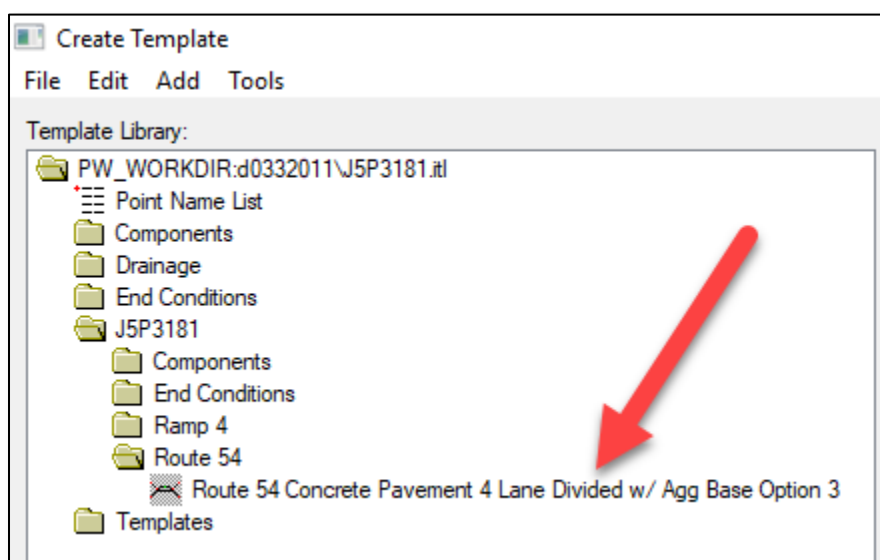 Create Template
File Edit Add Tools
Template Library:
PW_WORKDIR:d0332011\J5P3181.itl
Point Name List
Components
Drainage
End Conditions
J5P3181
Components
End Conditions
Ramp 4
Route 54
Route 54 Concrete Pavement 4 Lane Divided w/ Agg Base Option 3
Templates